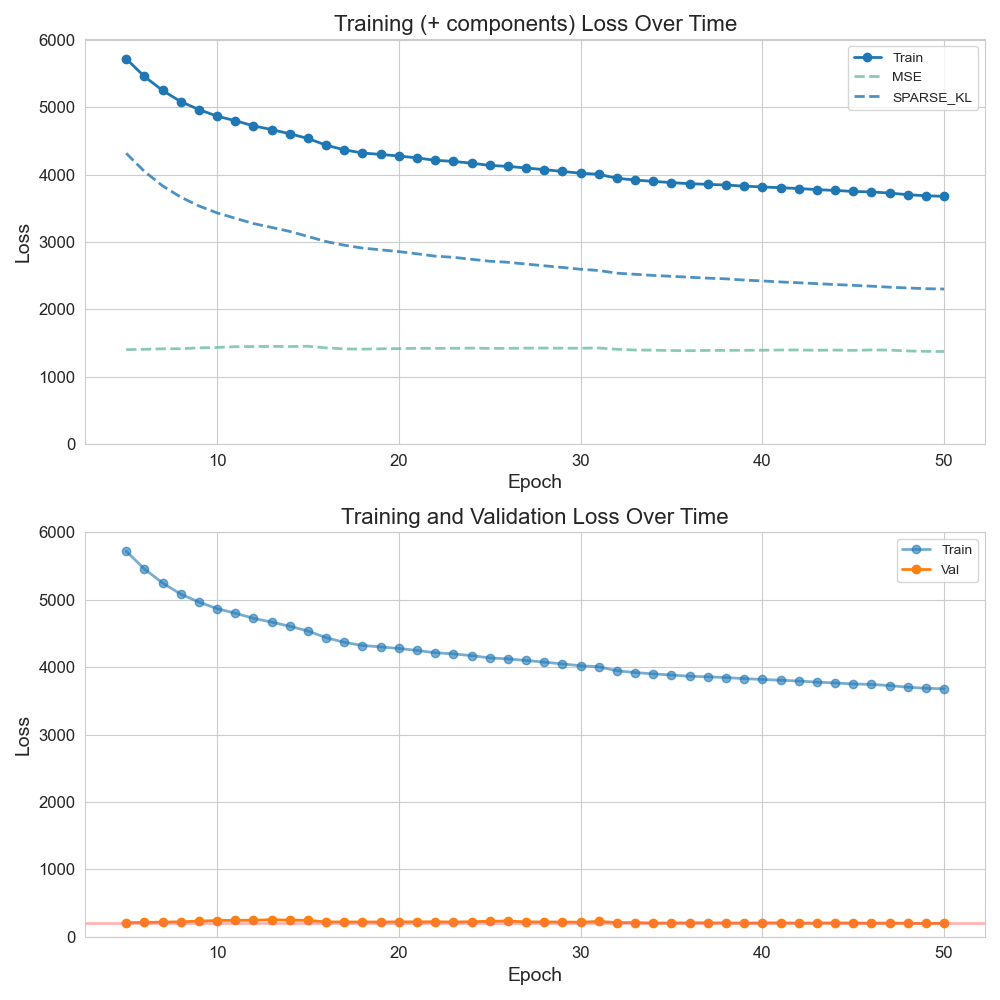 Training (+ components) Loss Over Time
6000
5000
4000
3000
2000
1000
0
Loss
Train
MSE
SPARSE_KL
10 20 30 40 50
Epoch
Training and Validation Loss Over Time
6000
5000
4000
3000
2000
1000
0
Loss
Train
Val
10 20 30 40 50
Epoch